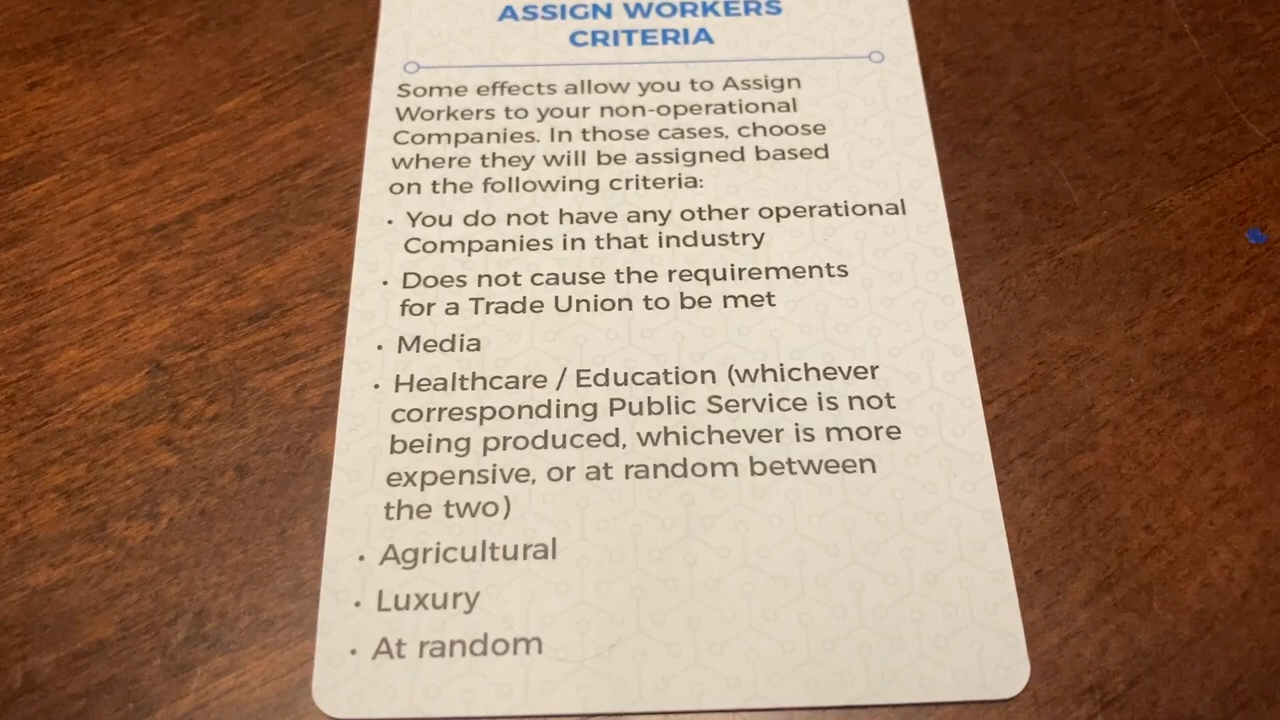 ASSIGN WORKERS
CRITERIA
Some effects allow you to Assign
Workers to your non-operational
Companies. In those cases, choose
where they will be assigned based
on the following criteria:
• You do not have any other operational
Companies in that industry
• Does not cause the requirements
for a Trade Union to be met
• Media
• Healthcare / Education (whichever
corresponding Public Service is not
being produced, whichever is more
expensive, or at random between
the two)
• Agricultural
• Luxury
• At random